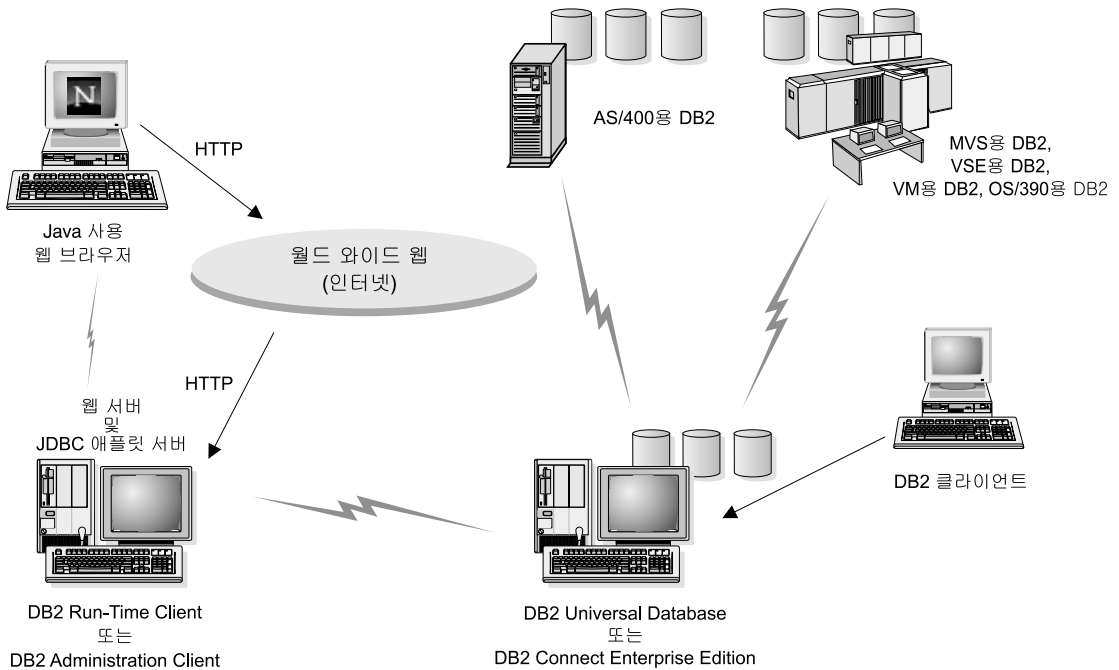 N
AS/400용 DB2
MVS용 DB2,
VSE용 DB2,
VM용 DB2, OS/390용 DB2
HTTP
Java 사용
웹 브라우저
월드 와이드 웹
(인터넷)
HTTP
웹 서버
및
JDBC 애플릿 서버
DB2 클라이언트
DB2 Run-Time Client
또는
DB2 Administration Client
DB2 Universal Database
또는
DB2 Connect Enterprise Edition